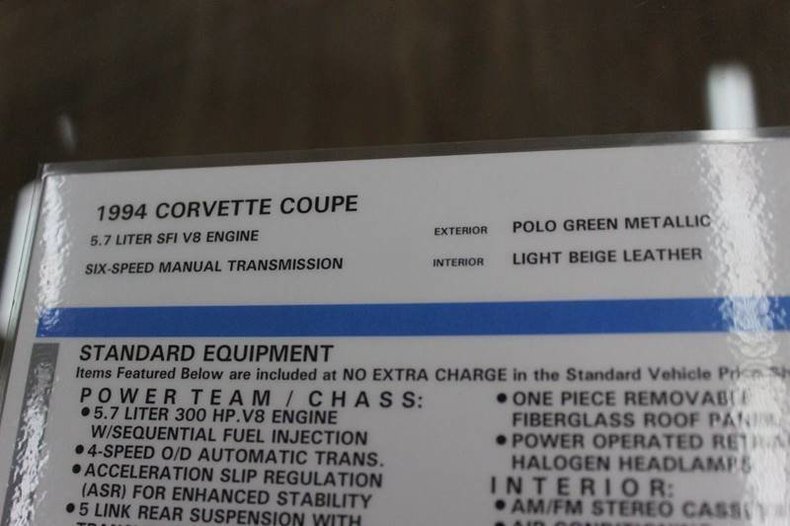 1994 CORVETTE COUPE
5.7 LITER SFI V8 ENGINE
EXTERIOR POLO GREEN METALLIC
SIX-SPEED MANUAL TRANSMISSION
INTERIOR LIGHT BEIGE LEATHER
STANDARD EQUIPMENT
Items Featured Below are included at NO EXTRA CHARGE in the Standard Vehicle Price
POWER TEAM / CHASS:
•5.7 LITER 300 HP.V8 ENGINE
W/SEQUENTIAL FUEL INJECTION
•4-SPEED O/D AUTOMATIC TRANS.
•ACCELERATION SLIP REGULATION
(ASR) FOR ENHANCED STABILITY
•5 LINK REAR SUSPENSION WITH
•ONE PIECE REMOVABLE
FIBERGLASS ROOF
•POWER OPERATED
HALOGEN HEADLAMPS
INTERIOR:
•AM/FM STEREO